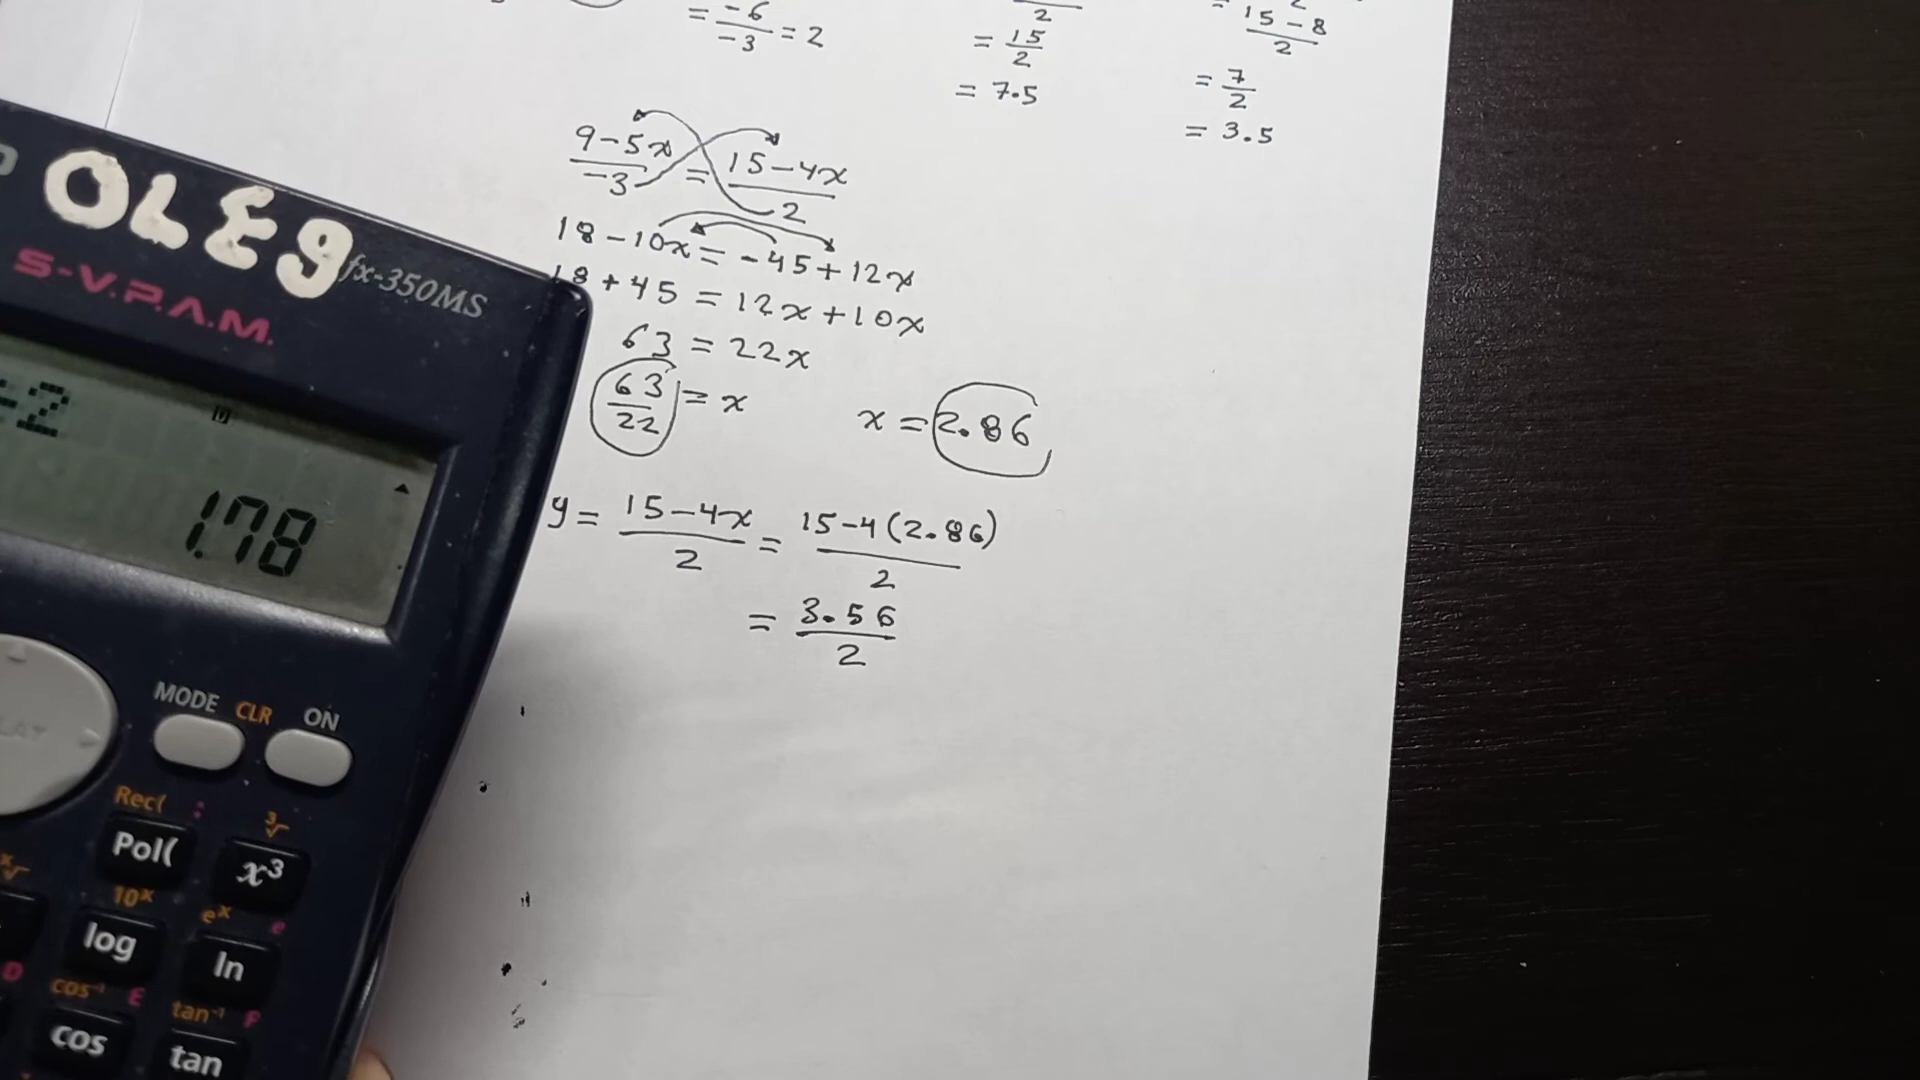 = -6/-3 = 2
2
= 15/2
= 7.5
15 - 8
2
= 7/2
= 3.5
9-5x/-3 = 15-4x/2
18-10x = -45+12x
18+45 = 12x+10x
63 = 22x
63/22 = x
x = 2.86
y = 15-4x/2 = 15-4(2.86)/2
= 3.56/2
OLEg
fx-350MS
S-V.P.A.M.
D
1.78
MODE CLR ON
Rec( : ³√
Pol( x³
10ˣ eˣ e
log ln
D cos⁻¹ E tan⁻¹ F
cos tan